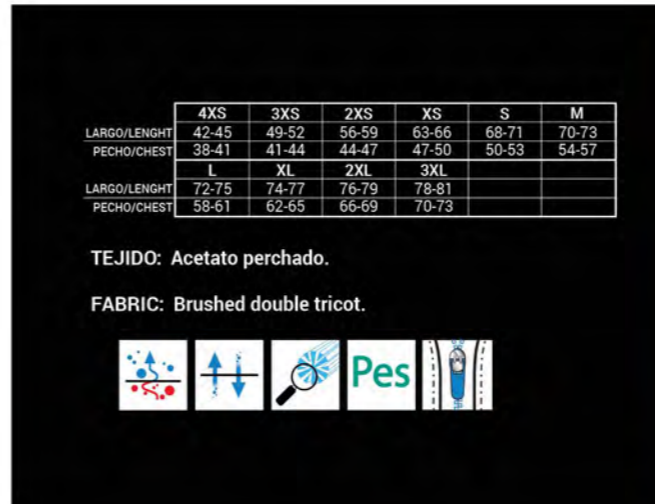 4XS 3XS 2XS XS S M
LARGO/LENGHT 42-45 49-52 56-59 63-66 68-71 70-73
PECHO/CHEST 38-41 41-44 44-47 47-50 50-53 54-57
L XL 2XL 3XL
LARGO/LENGHT 72-75 74-77 76-79 78-81
PECHO/CHEST 58-61 62-65 66-69 70-73
TEJIDO: Acetato perchado.
FABRIC: Brushed double tricot.
Pes